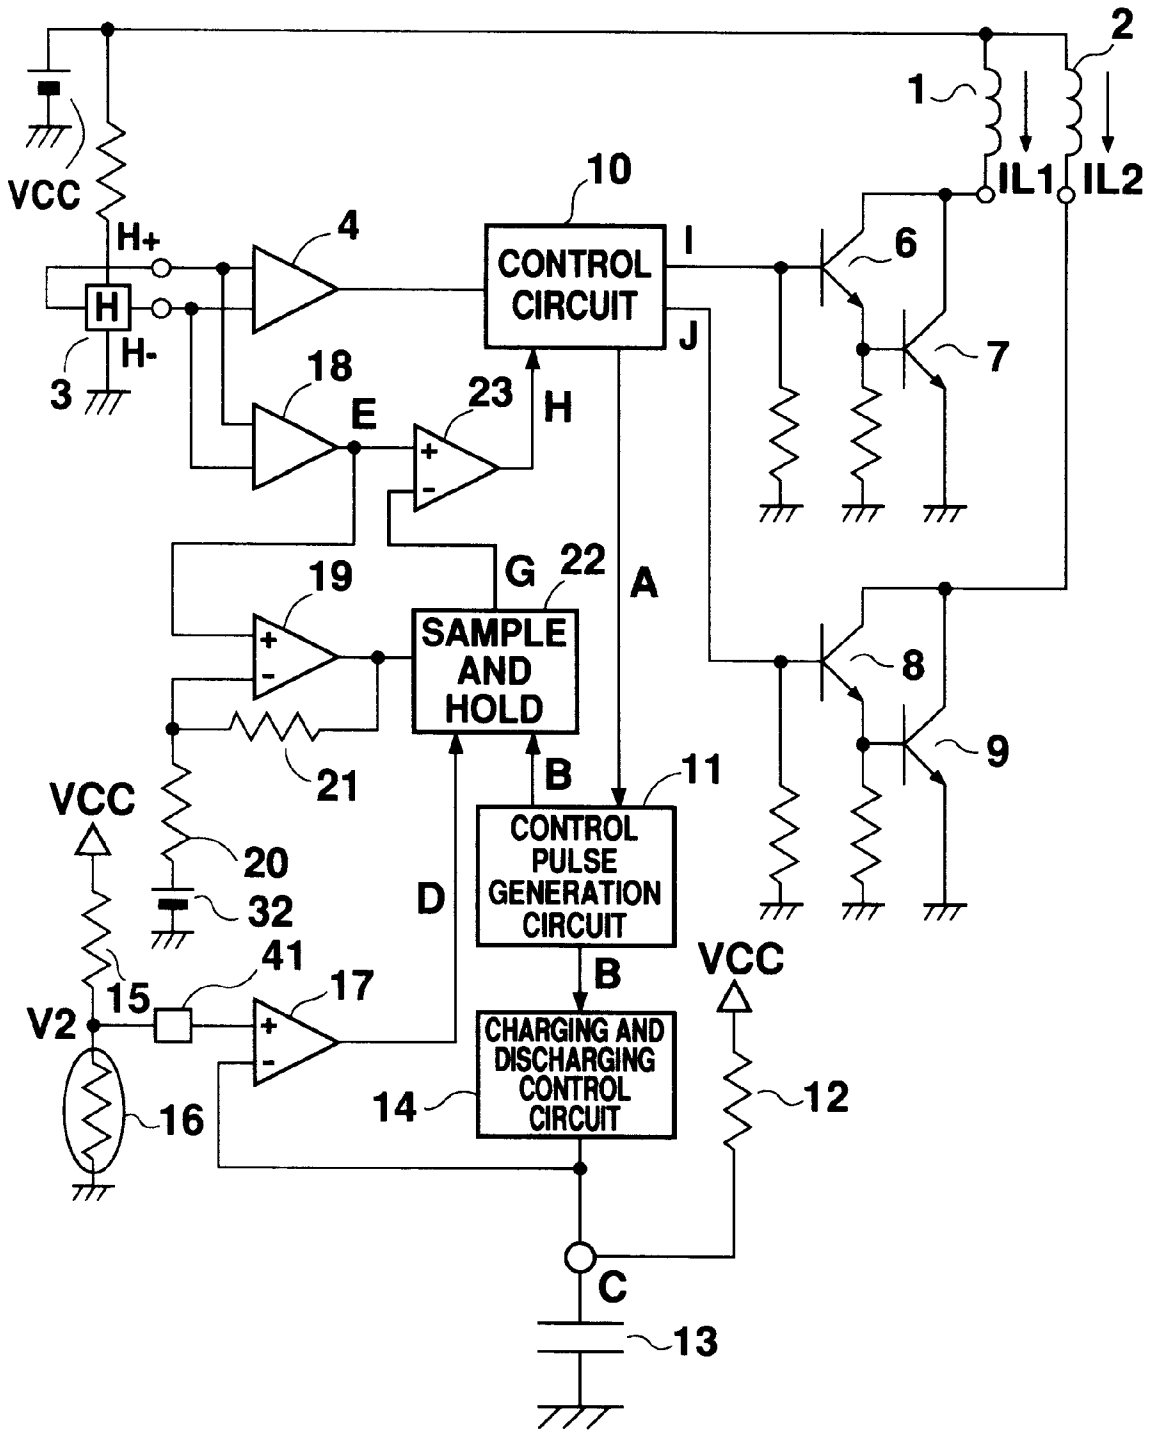 2
1
IL1
IL2
VCC
10
4
H+
I
6
CONTROL
CIRCUIT
H
J
H-
7
3
18
23
E
H
+
-
G
22
A
19
SAMPLE
AND
HOLD
+
-
8
21
B
11
9
VCC
20
CONTROL
PULSE
GENERATION
CIRCUIT
D
32
15
41
17
B
VCC
V2
+
-
CHARGING AND
DISCHARGING
CONTROL
CIRCUIT
14
12
16
C
13